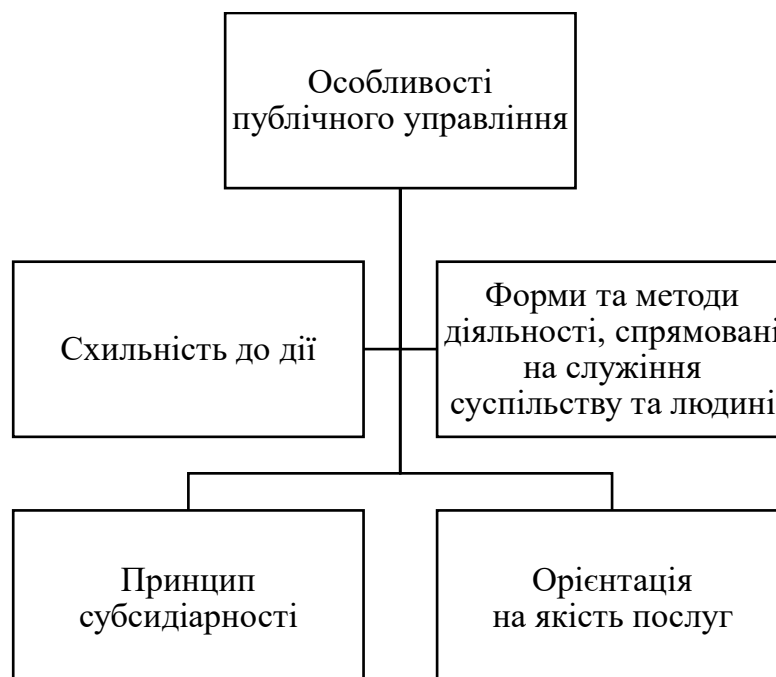 Особливості
публічного управління
Схильність до дії
Форми та методи
діяльності, спрямовані
на служіння
суспільству та людині
Принцип
субсидіарності
Орієнтація
на якість послуг